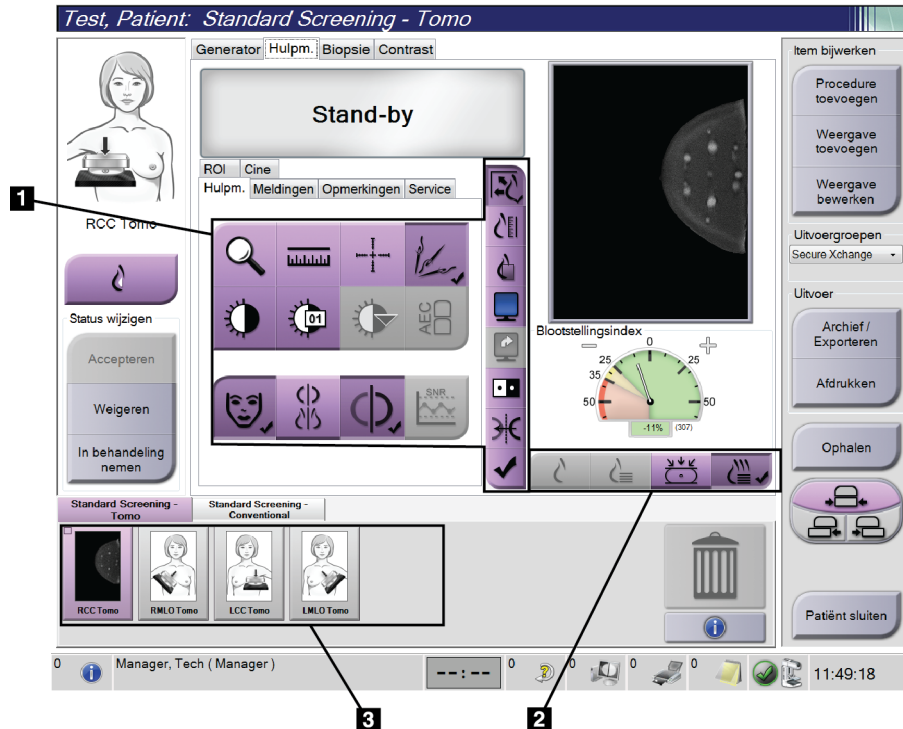 Test, Patient: Standard Screening - Tomo
Generator Hulpm. Biopsie Contrast
Item bijwerken
Procedure
toevoegen
Weergave
toevoegen
Weergave
bewerken
Stand-by
ROI Cine
Hulpm. Meldingen Opmerkingen Service
1
RCC Tomo
Uitvoergroepen
Secure Xchange
Uitvoer
Archief /
Exporteren
Afdrukken
01
AEC
Status wijzigen
Accepteren
Weigeren
In behandeling
nemen
SNR
Blootstellingsindex
0
25 25
35
50 50
-11% (307)
Ophalen
Standard Screening -
Tomo
Standard Screening -
Conventional
RCC Tomo
RMLO Tomo
LCC Tomo
LMLO Tomo
Patiënt sluiten
0 Manager, Tech ( Manager ) --:-- 0 0 0 0 11:49:18
3
2